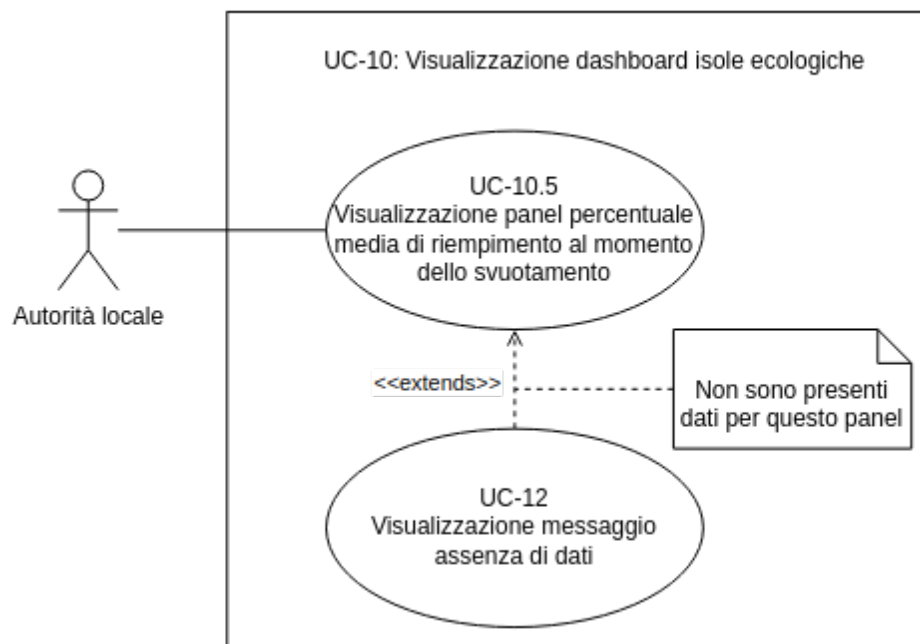 UC-10: Visualizzazione dashboard isole ecologiche
UC-10.5
Visualizzazione panel percentuale
media di riempimento al momento
dello svuotamento
Autorità locale
<<extends>>
Non sono presenti
dati per questo panel
UC-12
Visualizzazione messaggio
assenza di dati